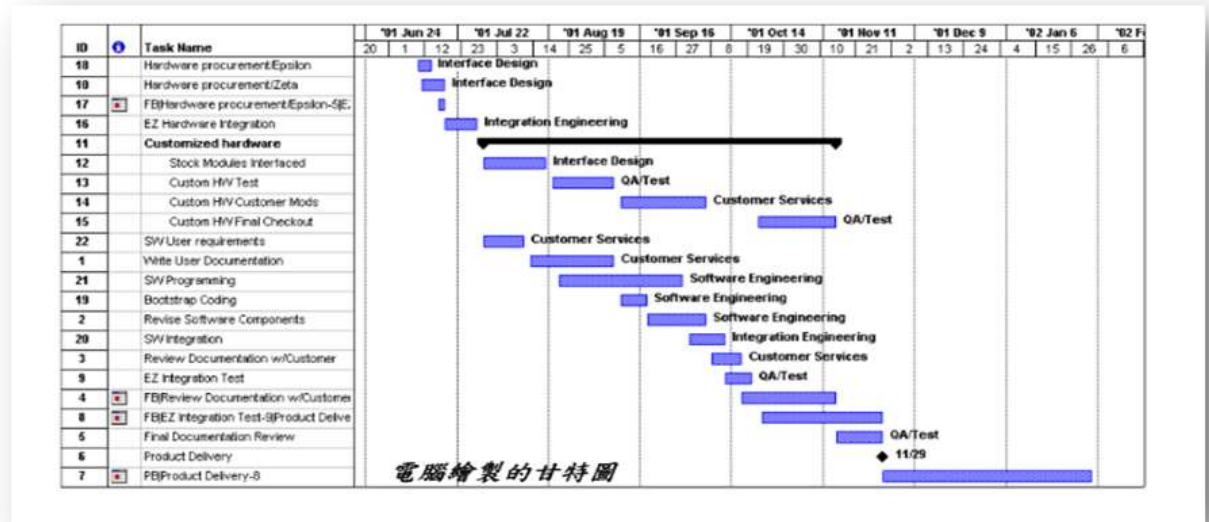 '01 Jun 24 '01 Jul 22 '01 Aug 19 '01 Sep 16 '01 Oct 14 '01 Nov 11 '01 Dec 9 '02 Jan 6 '02 F
ID Task Name 20 1 12 23 3 14 25 5 16 27 8 19 30 10 21 2 13 24 4 15 26 6
18 Hardware procurement/Epsilon Interface Design
10 Hardware procurement/Zeta Interface Design
17 FB|Hardware procurement/Epsilon-5|E
16 EZ Hardware Integration Integration Engineering
11 Customized hardware
12 Stock Modules Interfaced Interface Design
13 Custom HW Test QA/Test
14 Custom HW Customer Mods Customer Services
15 Custom HW Final Checkout QA/Test
22 SW User requirements Customer Services
1 Write User Documentation Customer Services
21 SW Programming Software Engineering
19 Bootstrap Coding Software Engineering
2 Revise Software Components Software Engineering
20 SW Integration Integration Engineering
3 Review Documentation w/Customer Customer Services
9 EZ Integration Test QA/Test
4 FB|Review Documentation w/Customer
8 FB|EZ Integration Test-9|Product Delive
5 Final Documentation Review QA/Test
6 Product Delivery 11/29
7 PB|Product Delivery-8
電腦繪製的甘特圖